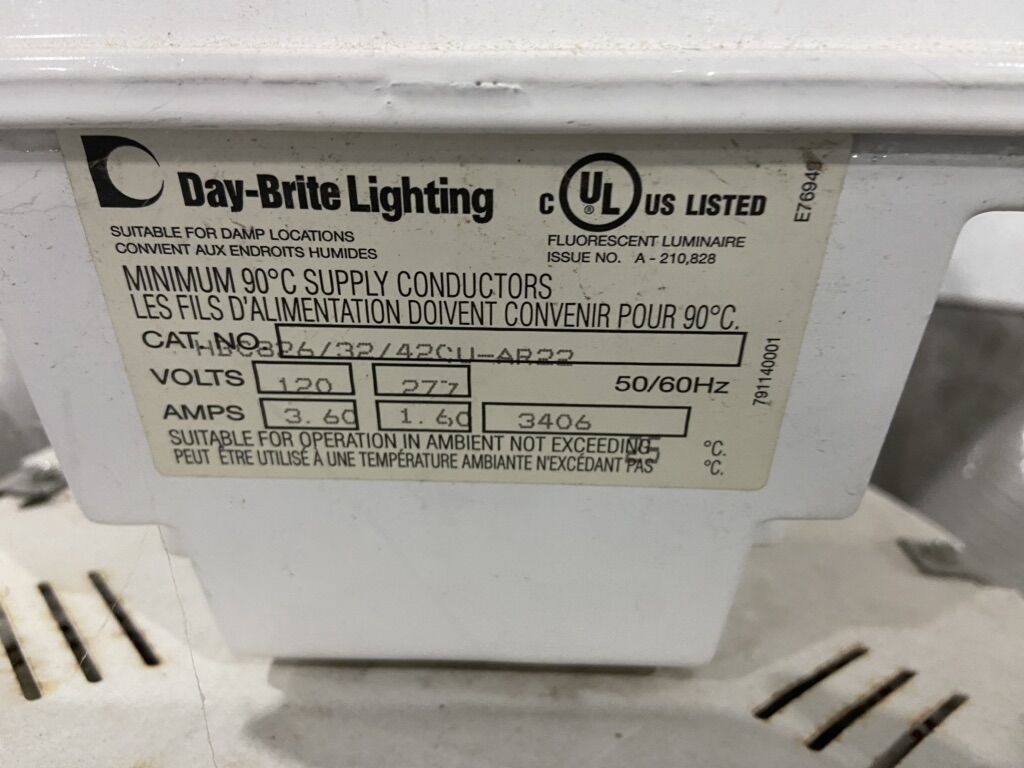 Day-Brite Lighting
C UL® US LISTED
SUITABLE FOR DAMP LOCATIONS
CONVIENT AUX ENDROITS HUMIDES
FLUORESCENT LUMINAIRE
ISSUE NO. A - 210,828
MINIMUM 90°C SUPPLY CONDUCTORS
LES FILS D'ALIMENTATION DOIVENT CONVENIR POUR 90°C.
CAT. NO.
VOLTS 120 277 50/60Hz
AMPS 3.60 1.60 3406
SUITABLE FOR OPERATION IN AMBIENT NOT EXCEEDING 25 °C.
PEUT ÊTRE UTILISÉ À UNE TEMPÉRATURE AMBIANTE N'EXCÉDANT PAS °C.
791140001